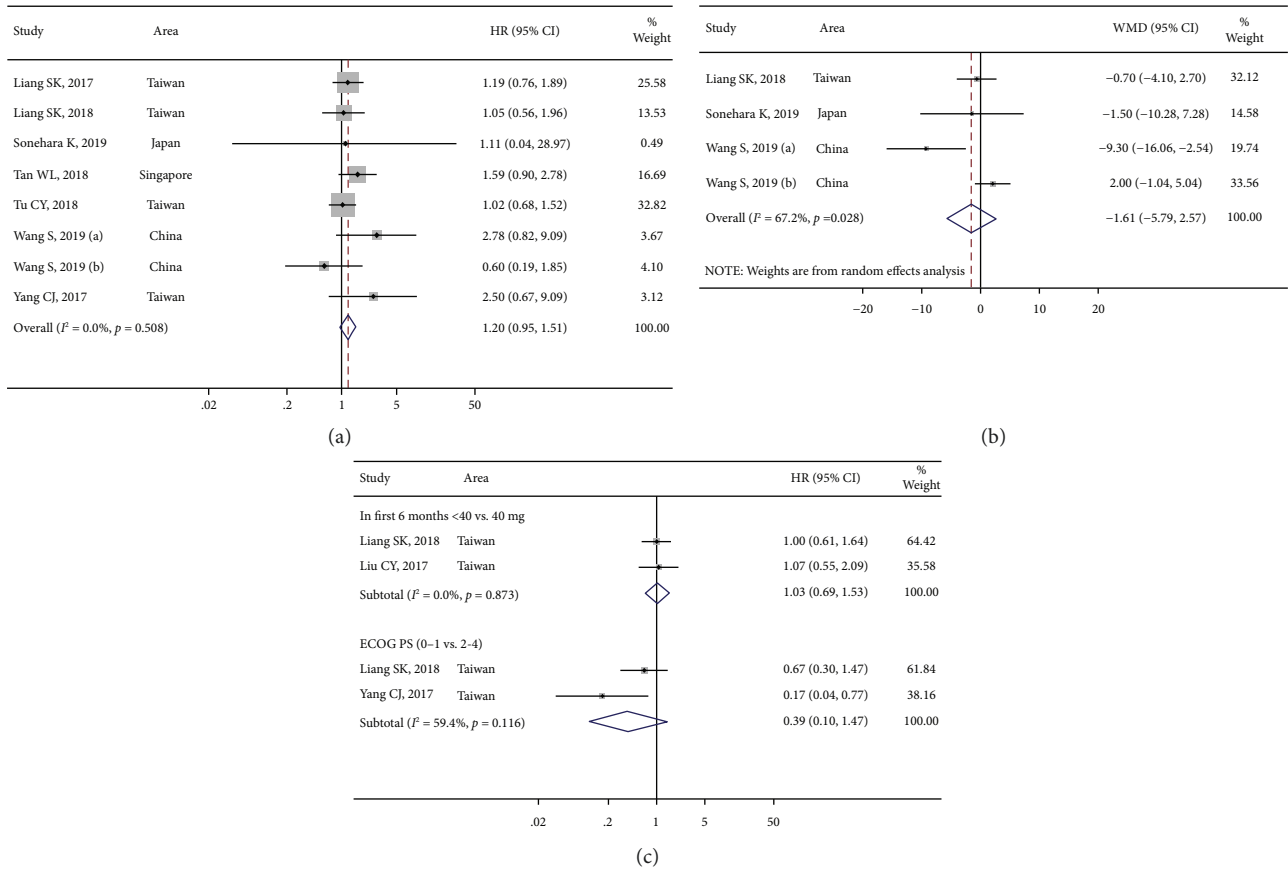 Study Area HR (95% CI) % Weight
Liang SK, 2017 Taiwan 1.19 (0.76, 1.89) 25.58
Liang SK, 2018 Taiwan 1.05 (0.56, 1.96) 13.53
Sonehara K, 2019 Japan 1.11 (0.04, 28.97) 0.49
Tan WL, 2018 Singapore 1.59 (0.90, 2.78) 16.69
Tu CY, 2018 Taiwan 1.02 (0.68, 1.52) 32.82
Wang S, 2019 (a) China 2.78 (0.82, 9.09) 3.67
Wang S, 2019 (b) China 0.60 (0.19, 1.85) 4.10
Yang CJ, 2017 Taiwan 2.50 (0.67, 9.09) 3.12
Overall (I² = 0.0%, p = 0.508) 1.20 (0.95, 1.51) 100.00
.02 .2 1 5 50
(a)
Study Area WMD (95% CI) % Weight
Liang SK, 2018 Taiwan −0.70 (−4.10, 2.70) 32.12
Sonehara K, 2019 Japan −1.50 (−10.28, 7.28) 14.58
Wang S, 2019 (a) China −9.30 (−16.06, −2.54) 19.74
Wang S, 2019 (b) China 2.00 (−1.04, 5.04) 33.56
Overall (I² = 67.2%, p =0.028) −1.61 (−5.79, 2.57) 100.00
NOTE: Weights are from random effects analysis
−20 −10 0 10 20
(b)
Study Area HR (95% CI) % Weight
In first 6 months <40 vs. 40 mg
Liang SK, 2018 Taiwan 1.00 (0.61, 1.64) 64.42
Liu CY, 2017 Taiwan 1.07 (0.55, 2.09) 35.58
Subtotal (I² = 0.0%, p = 0.873) 1.03 (0.69, 1.53) 100.00
ECOG PS (0–1 vs. 2-4)
Liang SK, 2018 Taiwan 0.67 (0.30, 1.47) 61.84
Yang CJ, 2017 Taiwan 0.17 (0.04, 0.77) 38.16
Subtotal (I² = 59.4%, p = 0.116) 0.39 (0.10, 1.47) 100.00
.02 .2 1 5 50
(c)